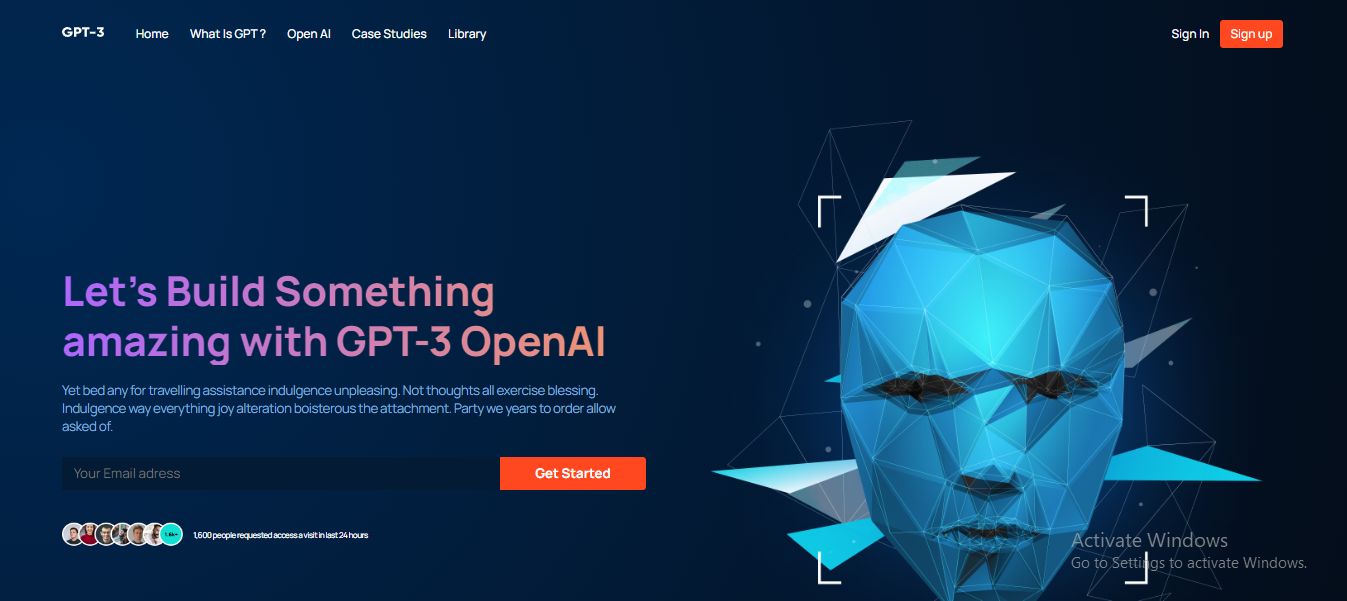 GPT-3
Home
What Is GPT ?
Open AI
Case Studies
Library
Sign In
Sign up
Let's Build Something
amazing with GPT-3 OpenAI
Yet bed any for travelling assistance indulgence unpleasing. Not thoughts all exercise blessing.
Indulgence way everything joy alteration boisterous the attachment. Party we years to order allow
asked of.
Your Email adress
Get Started
1.6k+
1,600 people requested access a visit in last 24 hours
Activate Windows
Go to Settings to activate Windows.